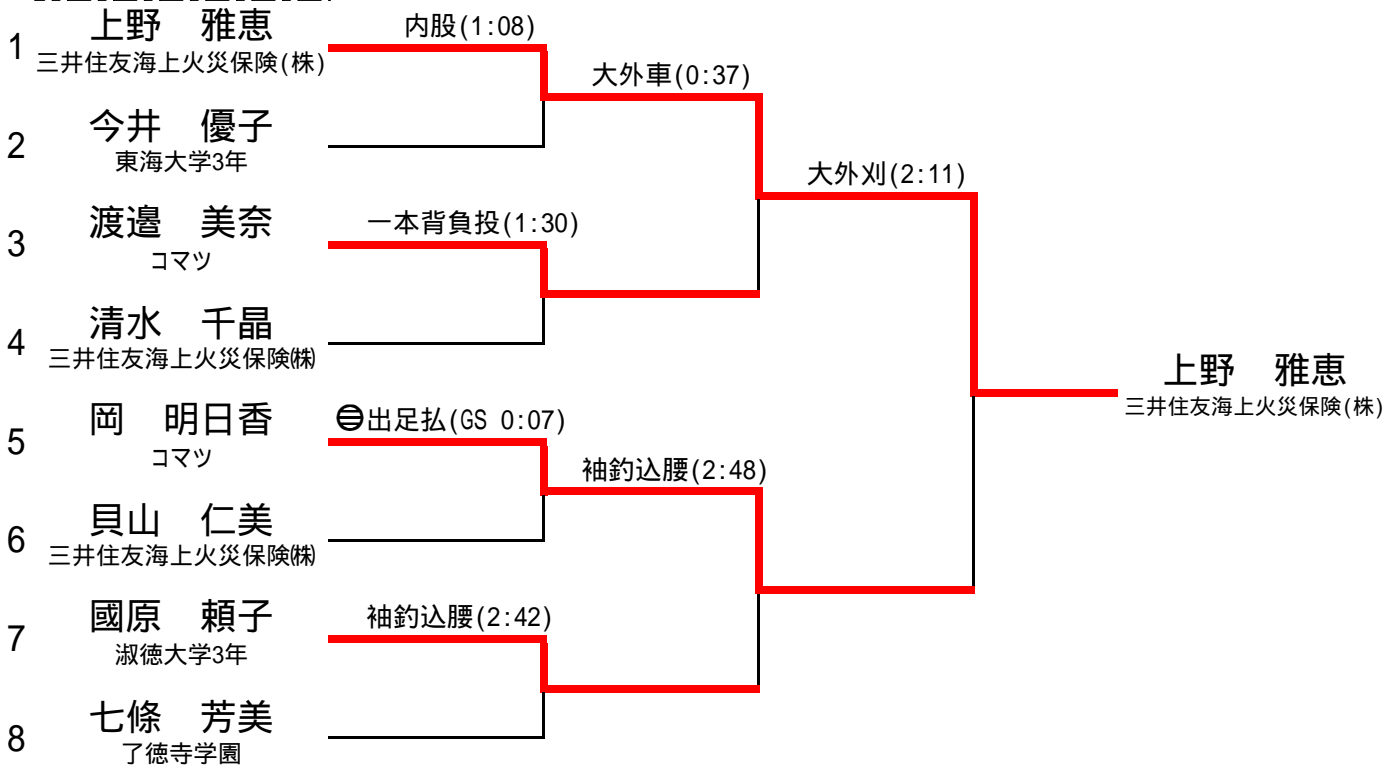 1
上野　雅恵
三井住友海上火災保険(株)
内股(1:08)
大外車(0:37)
2
今井　優子
東海大学3年
大外刈(2:11)
3
渡邉　美奈
コマツ
一本背負投(1:30)
4
清水　千晶
三井住友海上火災保険㈱
上野　雅恵
三井住友海上火災保険(株)
5
岡　明日香
コマツ
㊂出足払(GS 0:07)
袖釣込腰(2:48)
6
貝山　仁美
三井住友海上火災保険㈱
7
國原　頼子
淑徳大学3年
袖釣込腰(2:42)
8
七條　芳美
了徳寺学園